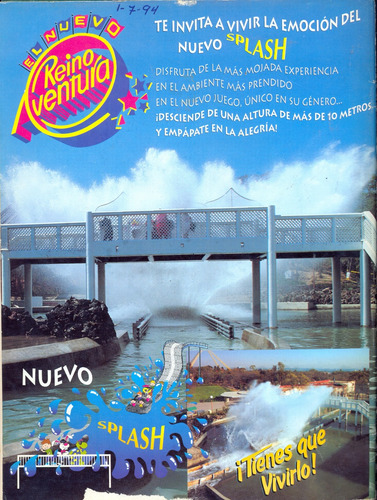 1-7-94
EL NUEVO
Reino
Aventura
TE INVITA A VIVIR LA EMOCIÓN DEL
NUEVO SPLASH
DISFRUTA DE LA MÁS MOJADA EXPERIENCIA
EN EL AMBIENTE MÁS PRENDIDO
EN EL NUEVO JUEGO, ÚNICO EN SU GÉNERO...
¡DESCIENDE DE UNA ALTURA DE MÁS DE 10 METROS
Y EMPÁPATE EN LA ALEGRÍA!
NUEVO
SPLASH
¡Tienes que
Vivirlo!